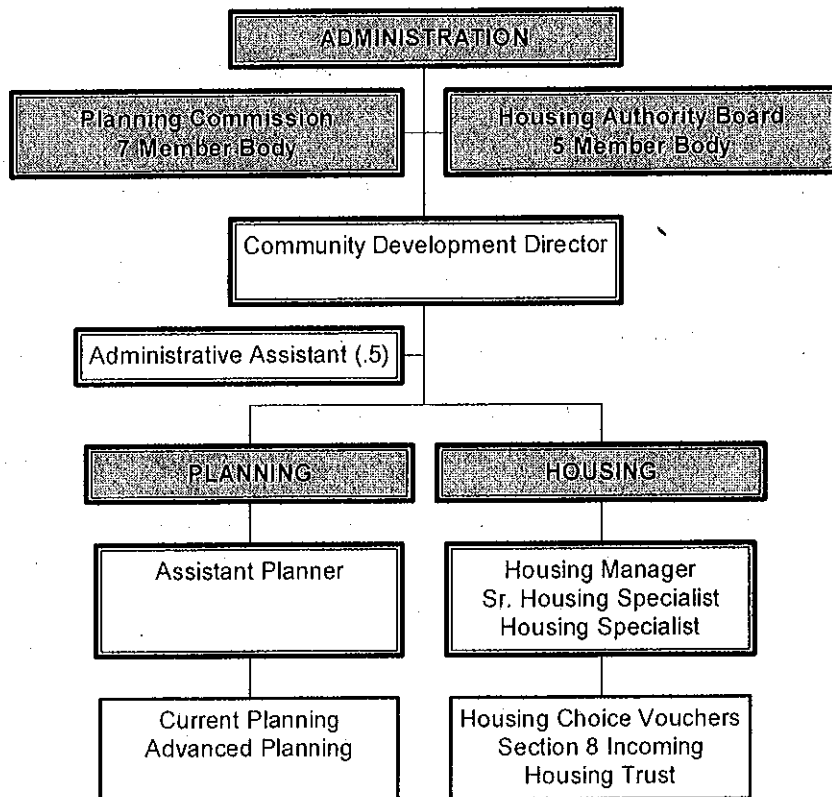 ADMINISTRATION
Planning Commission
7 Member Body
Housing Authority Board
5 Member Body
Community Development Director
Administrative Assistant (.5)
PLANNING
HOUSING
Assistant Planner
Housing Manager
Sr. Housing Specialist
Housing Specialist
Current Planning
Advanced Planning
Housing Choice Vouchers
Section 8 Incoming
Housing Trust